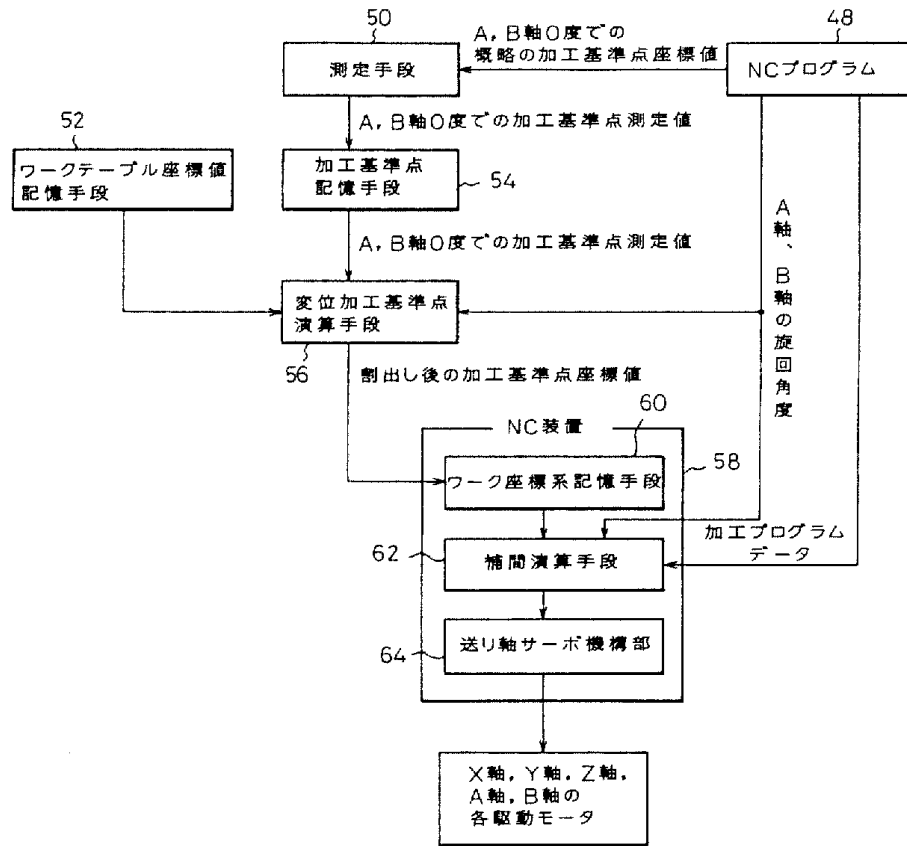 50
48
A，B軸０度での
概略の加工基準点座標値
測定手段
NCプログラム
A，B軸０度での加工基準点測定値
52
ワークテーブル座標値
記憶手段
加工基準点
記憶手段
54
A，B軸０度での加工基準点測定値
A軸、B軸の旋回角度
変位加工基準点
演算手段
56
割出し後の加工基準点座標値
NC装置
60
58
ワーク座標系記憶手段
加工プログラム
データ
62
補間演算手段
64
送り軸サーボ機構部
X軸，Y軸，Z軸，
A軸，B軸の
各駆動モータ